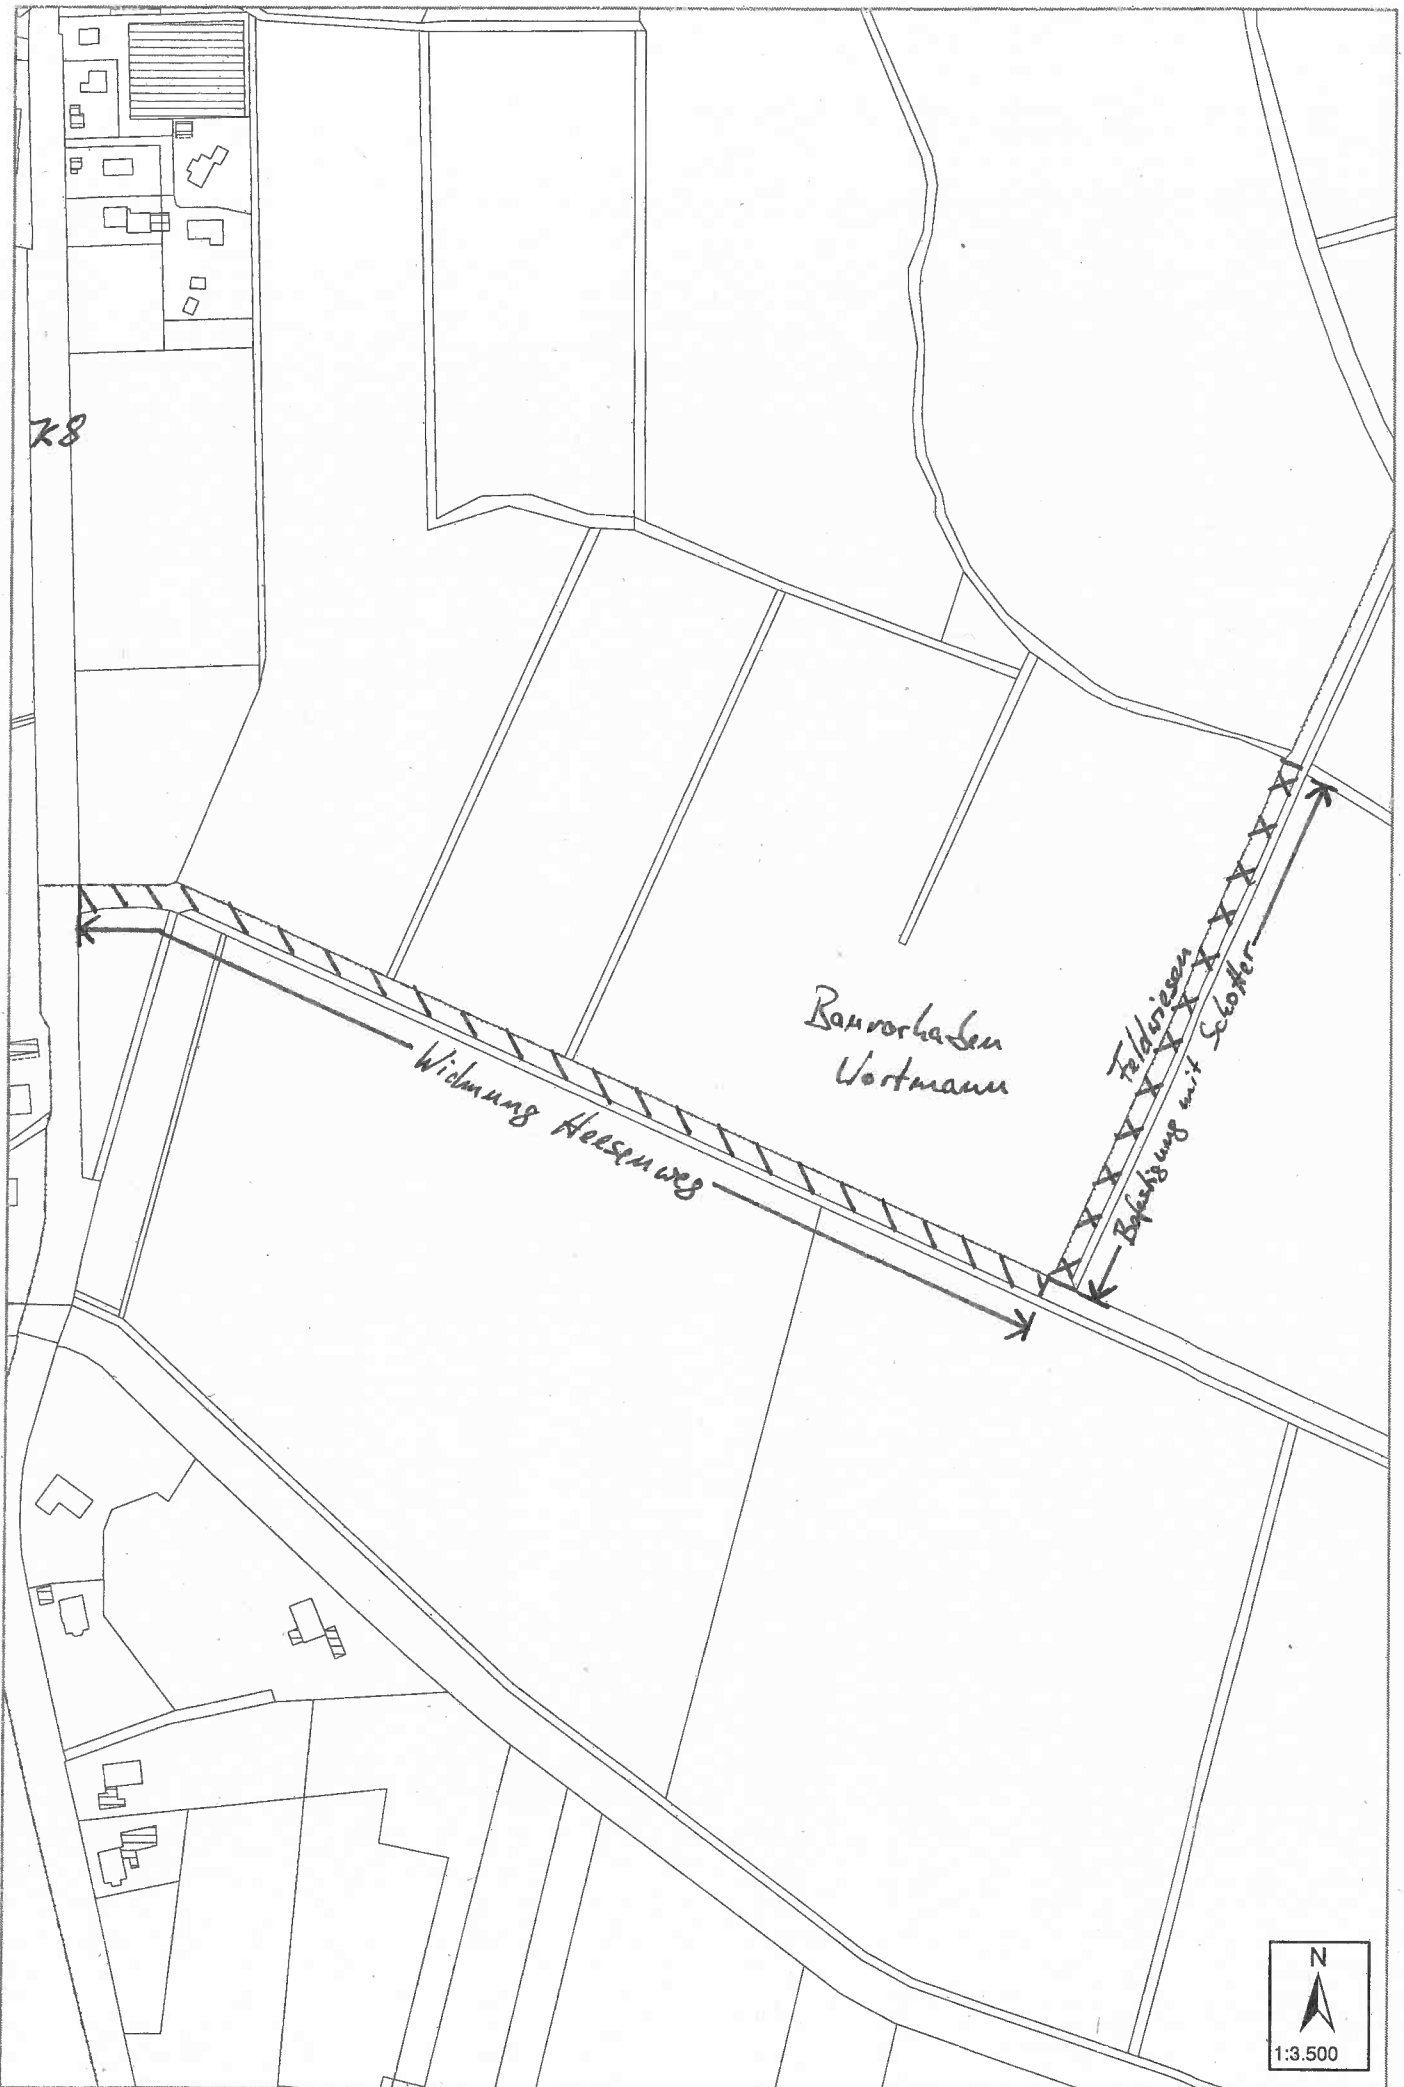 K8
Bauvorhaben
Wortmann
Feldwiesen
Befestigung mit Schotter
Widmung Heesenweg
N
1:3.500